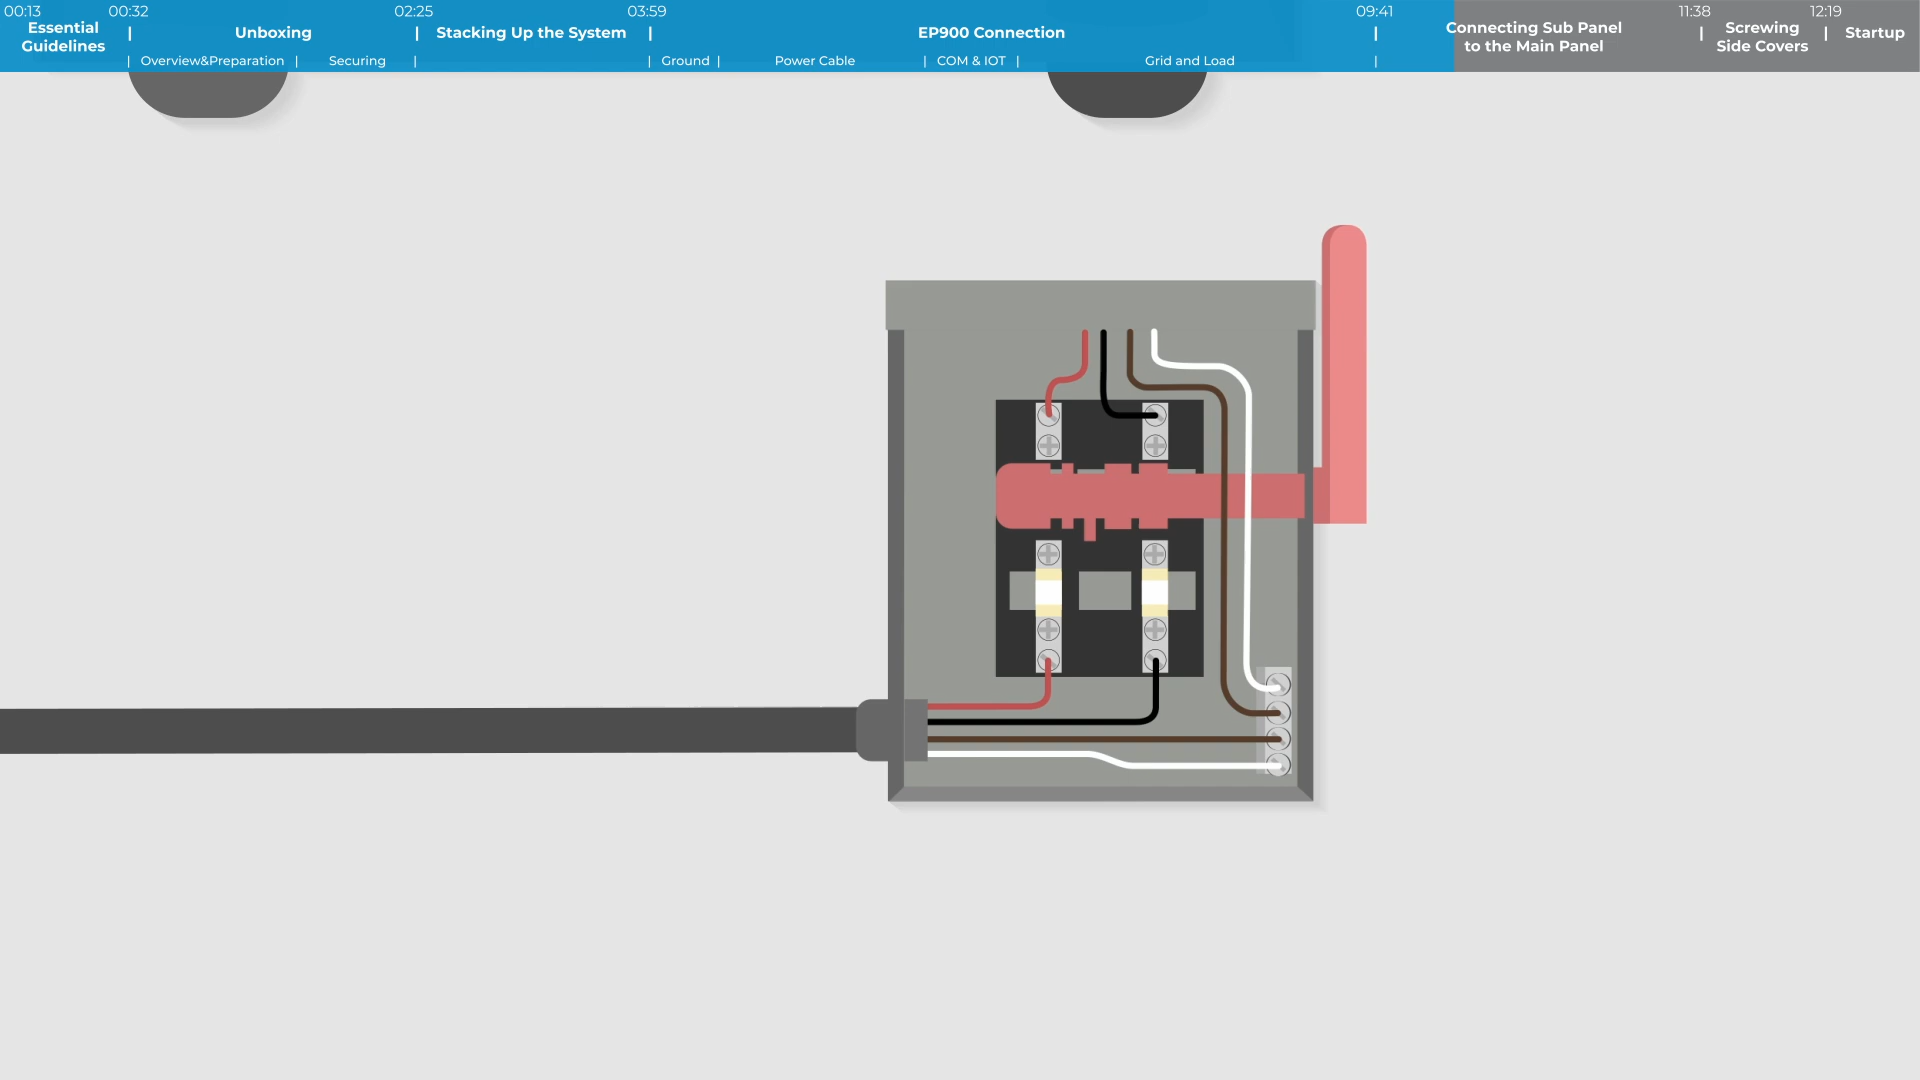 00:13 00:32 02:25 03:59 09:41 11:38 12:19
Essential
Guidelines
Unboxing
Stacking Up the System
EP900 Connection
Connecting Sub Panel
to the Main Panel
Screwing
Side Covers
Startup
Overview&Preparation
Securing
Ground
Power Cable
COM & IOT
Grid and Load